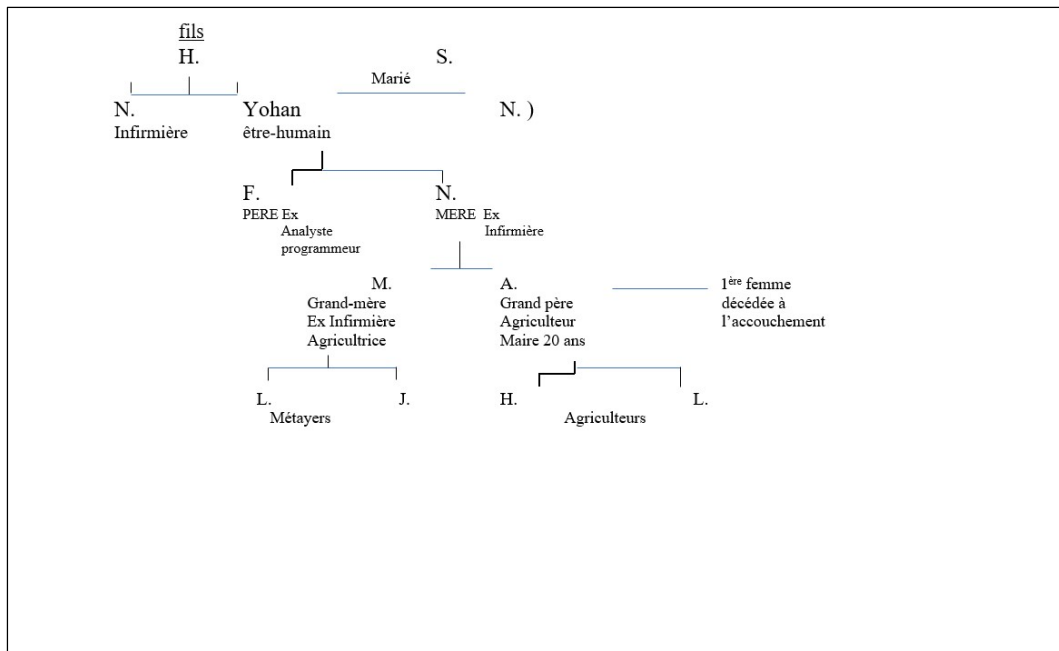 fils
H. S.
Marié
N. Yohan N. )
Infirmière être-humain
F. N.
PERE Ex MERE Ex
Analyste Infirmière
programmeur
M. A. 1ère femme
Grand-mère Grand père décédée à
Ex Infirmière Agriculteur l’accouchement
Agricultrice Maire 20 ans
L. J. H. L.
Métayers Agriculteurs